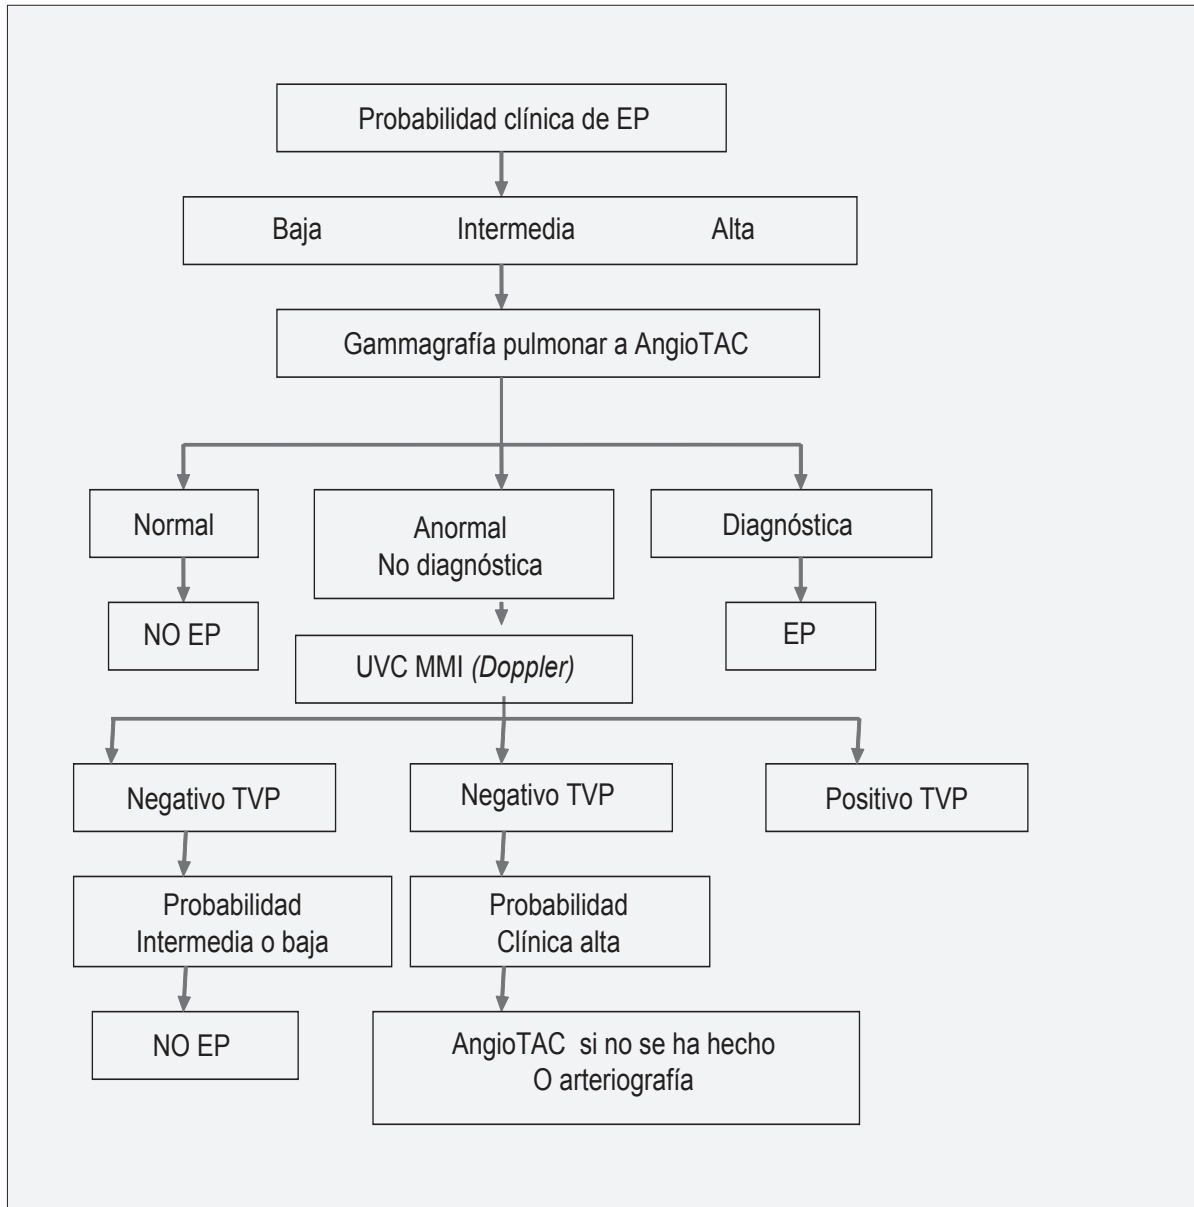 Probabilidad clínica de EP
Baja Intermedia Alta
Gammagrafía pulmonar a AngioTAC
Normal
Anormal
No diagnóstica
Diagnóstica
NO EP
EP
UVC MMI (Doppler)
Negativo TVP
Negativo TVP
Positivo TVP
Probabilidad
Intermedia o baja
Probabilidad
Clínica alta
NO EP
AngioTAC si no se ha hecho
O arteriografía